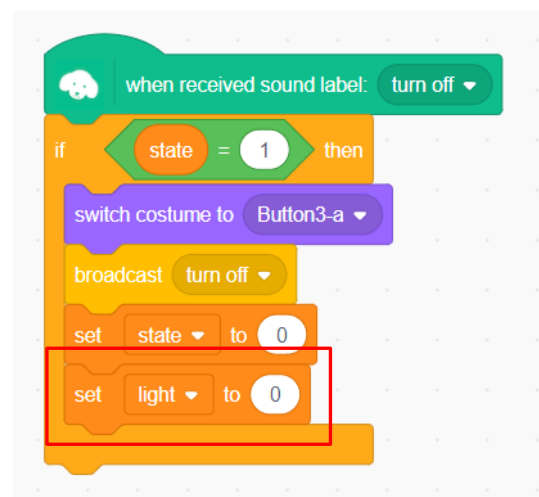 when received sound label: turn off
if state = 1 then
switch costume to Button3-a
broadcast turn off
set state to 0
set light to 0